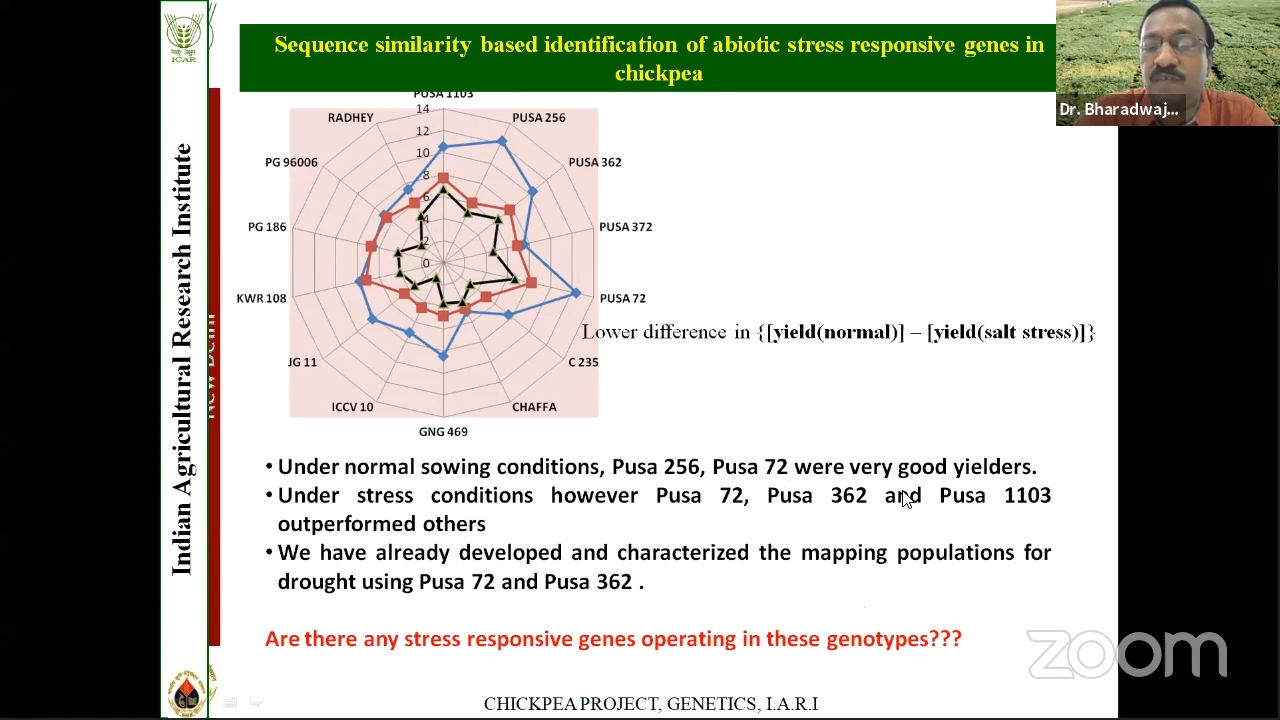 Sequence similarity based identification of abiotic stress responsive genes in
chickpea
Dr. Bharadwaj...
ICAR
Indian Agricultural Research Institute
New Delhi
PUSA 1103
PUSA 256
PUSA 362
PUSA 372
PUSA 72
C 235
CHAFFA
GNG 469
ICCV 10
JG 11
KWR 108
PG 186
PG 96006
RADHEY
14
12
10
8
6
4
2
0
Lower difference in {[yield(normal)] – [yield(salt stress)]}
• Under normal sowing conditions, Pusa 256, Pusa 72 were very good yielders.
• Under stress conditions however Pusa 72, Pusa 362 and Pusa 1103
outperformed others
• We have already developed and characterized the mapping populations for
drought using Pusa 72 and Pusa 362 .
Are there any stress responsive genes operating in these genotypes???
zoom
CHICKPEA PROJECT, GENETICS, I.A.R.I